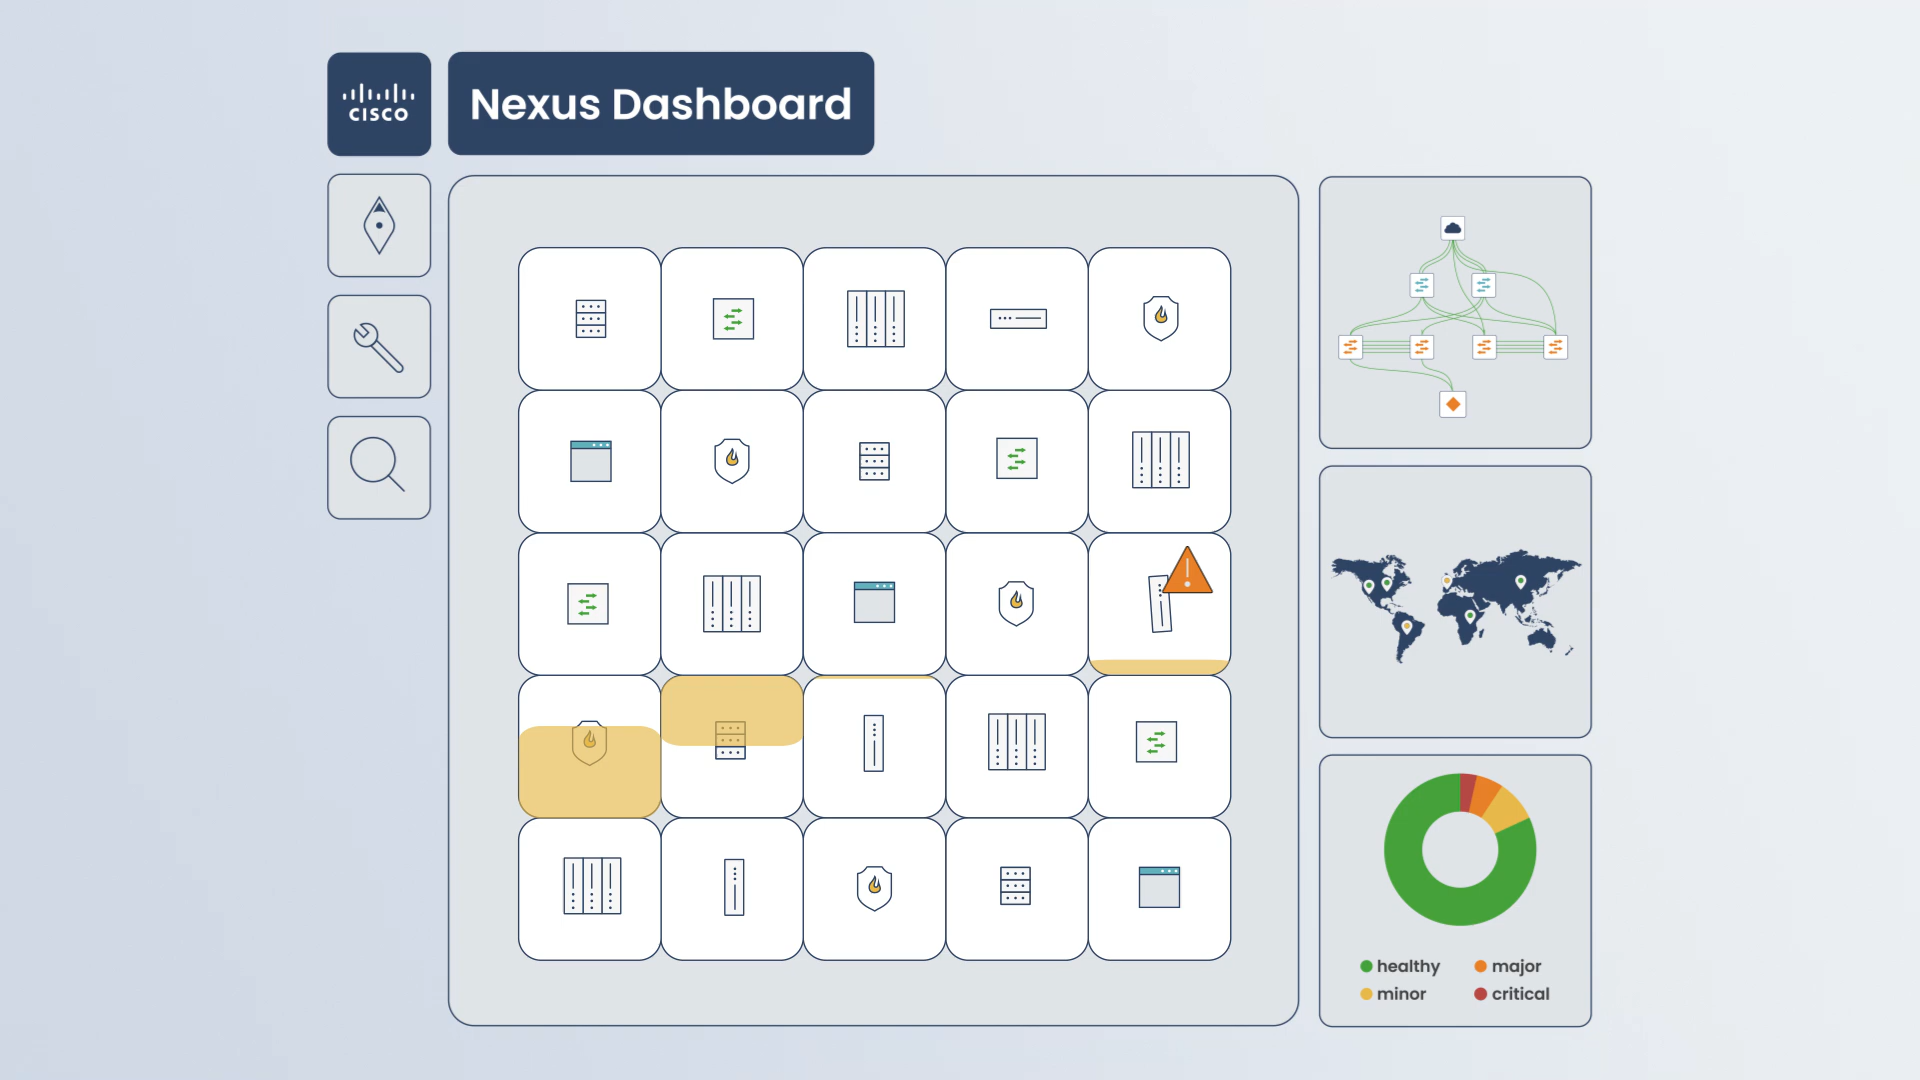 CISCO
Nexus Dashboard
healthy
major
minor
critical